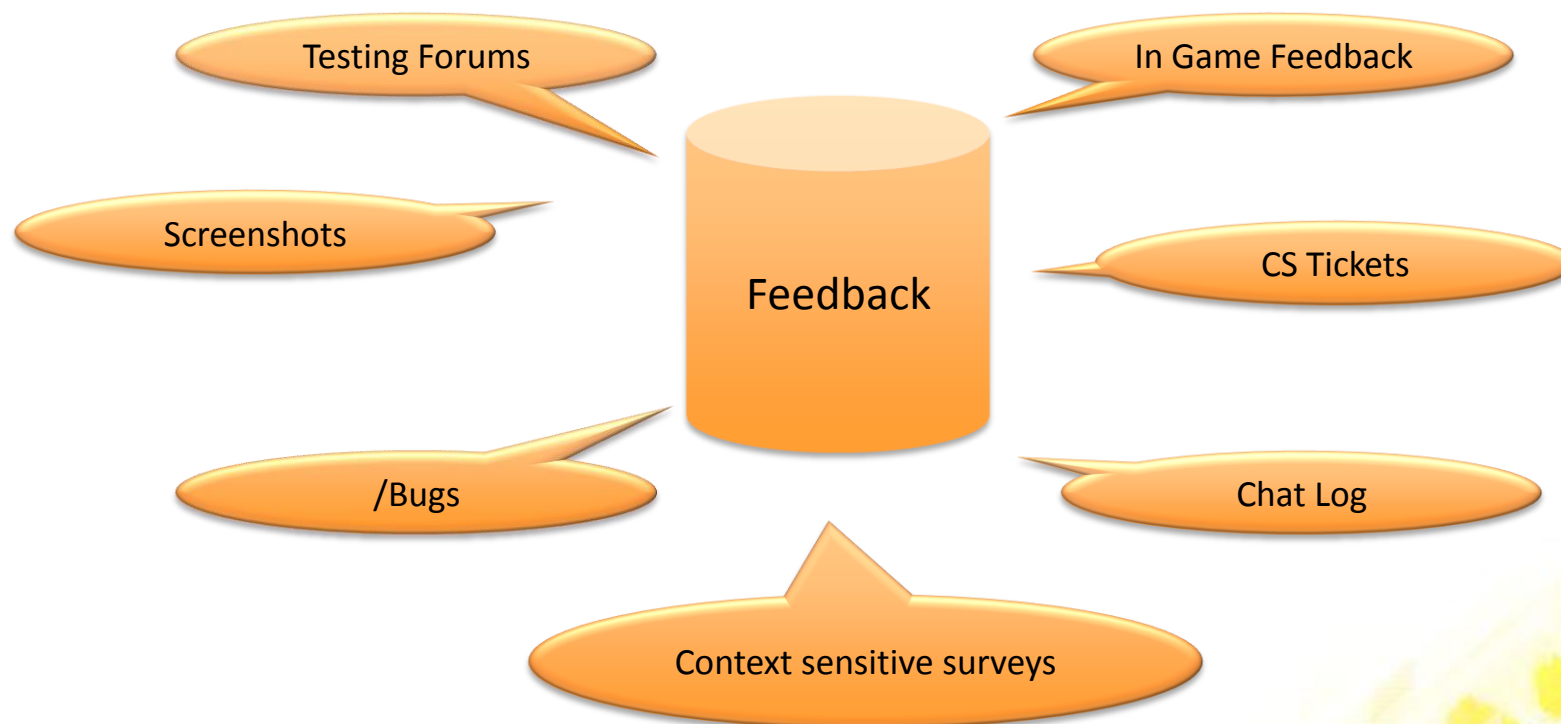 Testing Forums
In Game Feedback
Screenshots
CS Tickets
Feedback
/Bugs
Chat Log
Context sensitive surveys